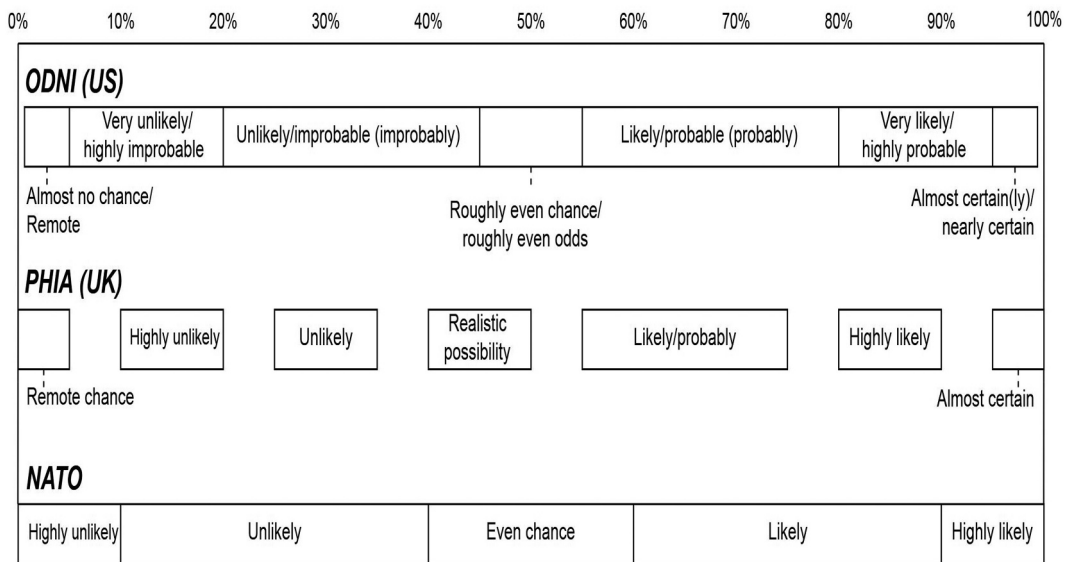 0% 10% 20% 30% 40% 50% 60% 70% 80% 90% 100%
ODNI (US)
Very unlikely/
highly improbable
Unlikely/improbable (improbably)
Likely/probable (probably)
Very likely/
highly probable
Almost no chance/
Remote
Roughly even chance/
roughly even odds
Almost certain(ly)/
nearly certain
PHIA (UK)
Highly unlikely
Unlikely
Realistic
possibility
Likely/probably
Highly likely
Remote chance
Almost certain
NATO
Highly unlikely
Unlikely
Even chance
Likely
Highly likely